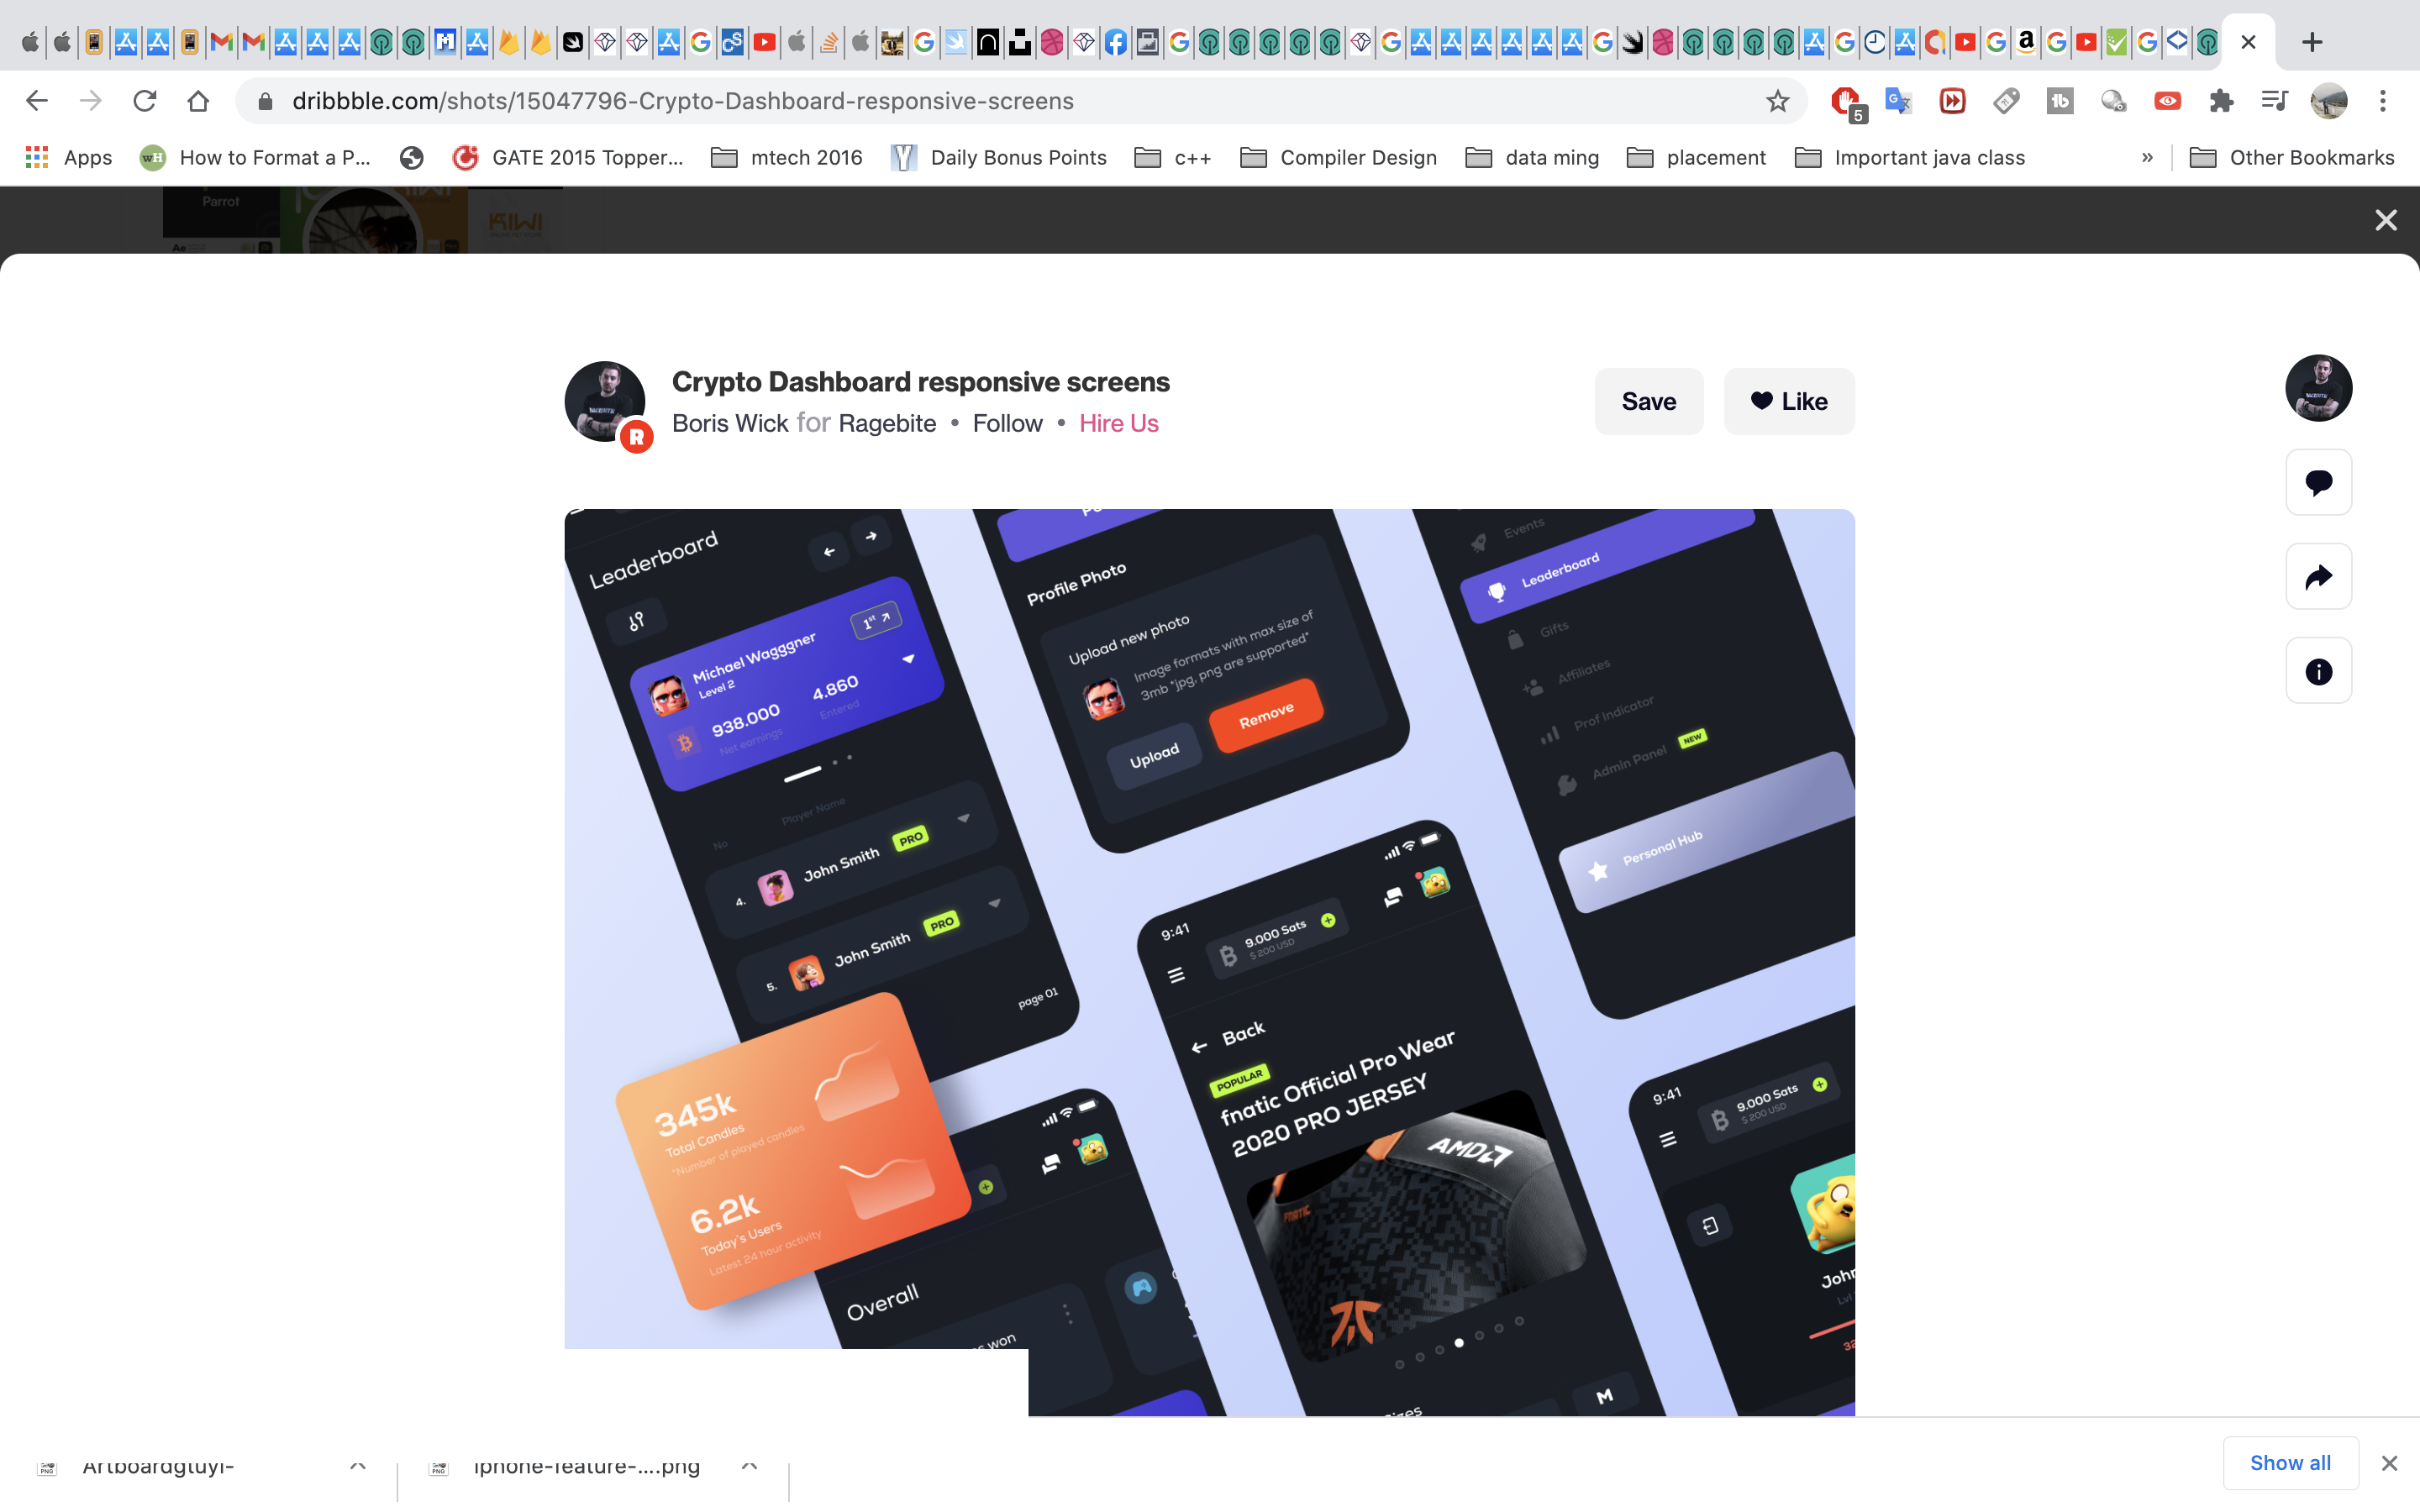 dribbble.com/shots/15047796-Crypto-Dashboard-responsive-screens
5
Apps
How to Format a P...
GATE 2015 Topper...
mtech 2016
Daily Bonus Points
c++
Compiler Design
data ming
placement
Important java class
»
Other Bookmarks
Parrot
KIWI
Ae
Crypto Dashboard responsive screens
Boris Wick for Ragebite • Follow • Hire Us
R
Save
Like
Leaderboard
Michael Wagggner
Level 2
1st
938.000
Net earnings
4.860
Entered
No
Player Name
4.
John Smith
PRO
5.
John Smith
PRO
page 01
345k
Total Candles
*Number of played candles
6.2k
Today's Users
Latest 24 hour activity
Overall
won
Profile Photo
Upload new photo
Image formats with max size of
3mb *jpg, png are supported*
Upload
Remove
9:41
9.000 Sats
$ 200 USD
Back
POPULAR
fnatic Official Pro Wear
2020 PRO JERSEY
AMD
FNATIC
M
Events
Leaderboard
Gifts
Affiliates
Prof Indicator
Admin Panel
NEW
Personal Hub
9:41
9.000 Sats
$ 200 USD
John
Lvl
32
Artboardgtuyi-
iphone-feature-....png
Show all